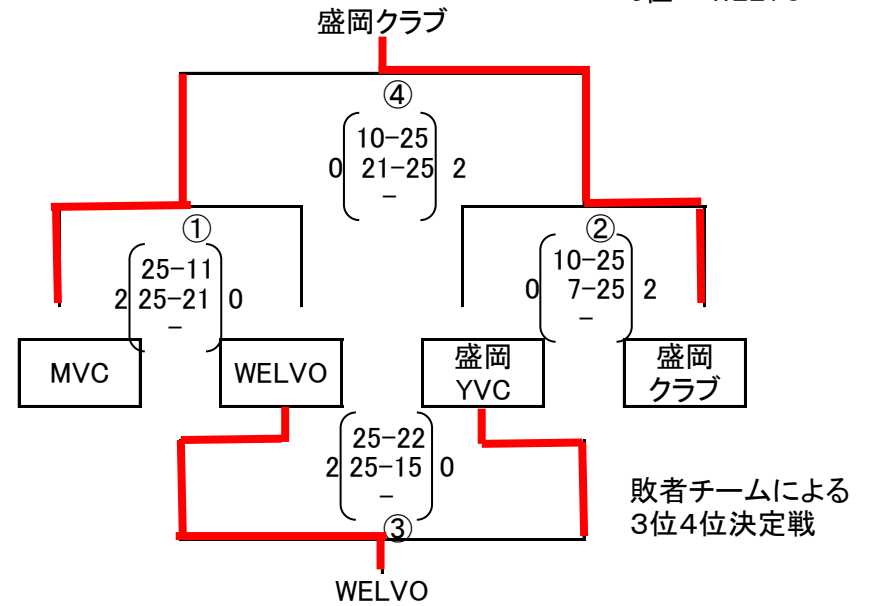 盛岡クラブ
④
10-25
0 21-25 2
-
①
25-11
2 25-21 0
-
②
10-25
0 7-25 2
-
MVC
WELVO
盛岡
YVC
盛岡
クラブ
25-22
2 25-15 0
-
③
敗者チームによる
3位4位決定戦
WELVO